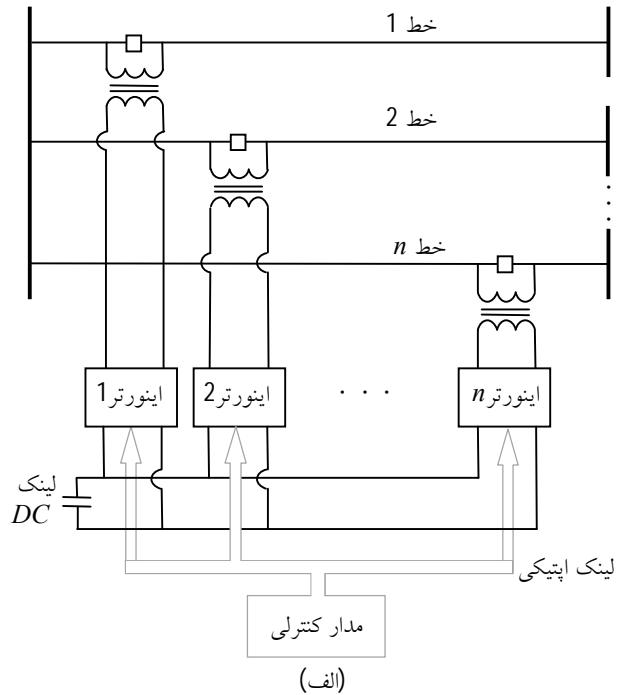 خط 1
خط 2
خط n
اینورتر1
اینورتر2
. . .
اینورترn
لینک
DC
لینک اپتیکی
مدار کنترلی
(الف)